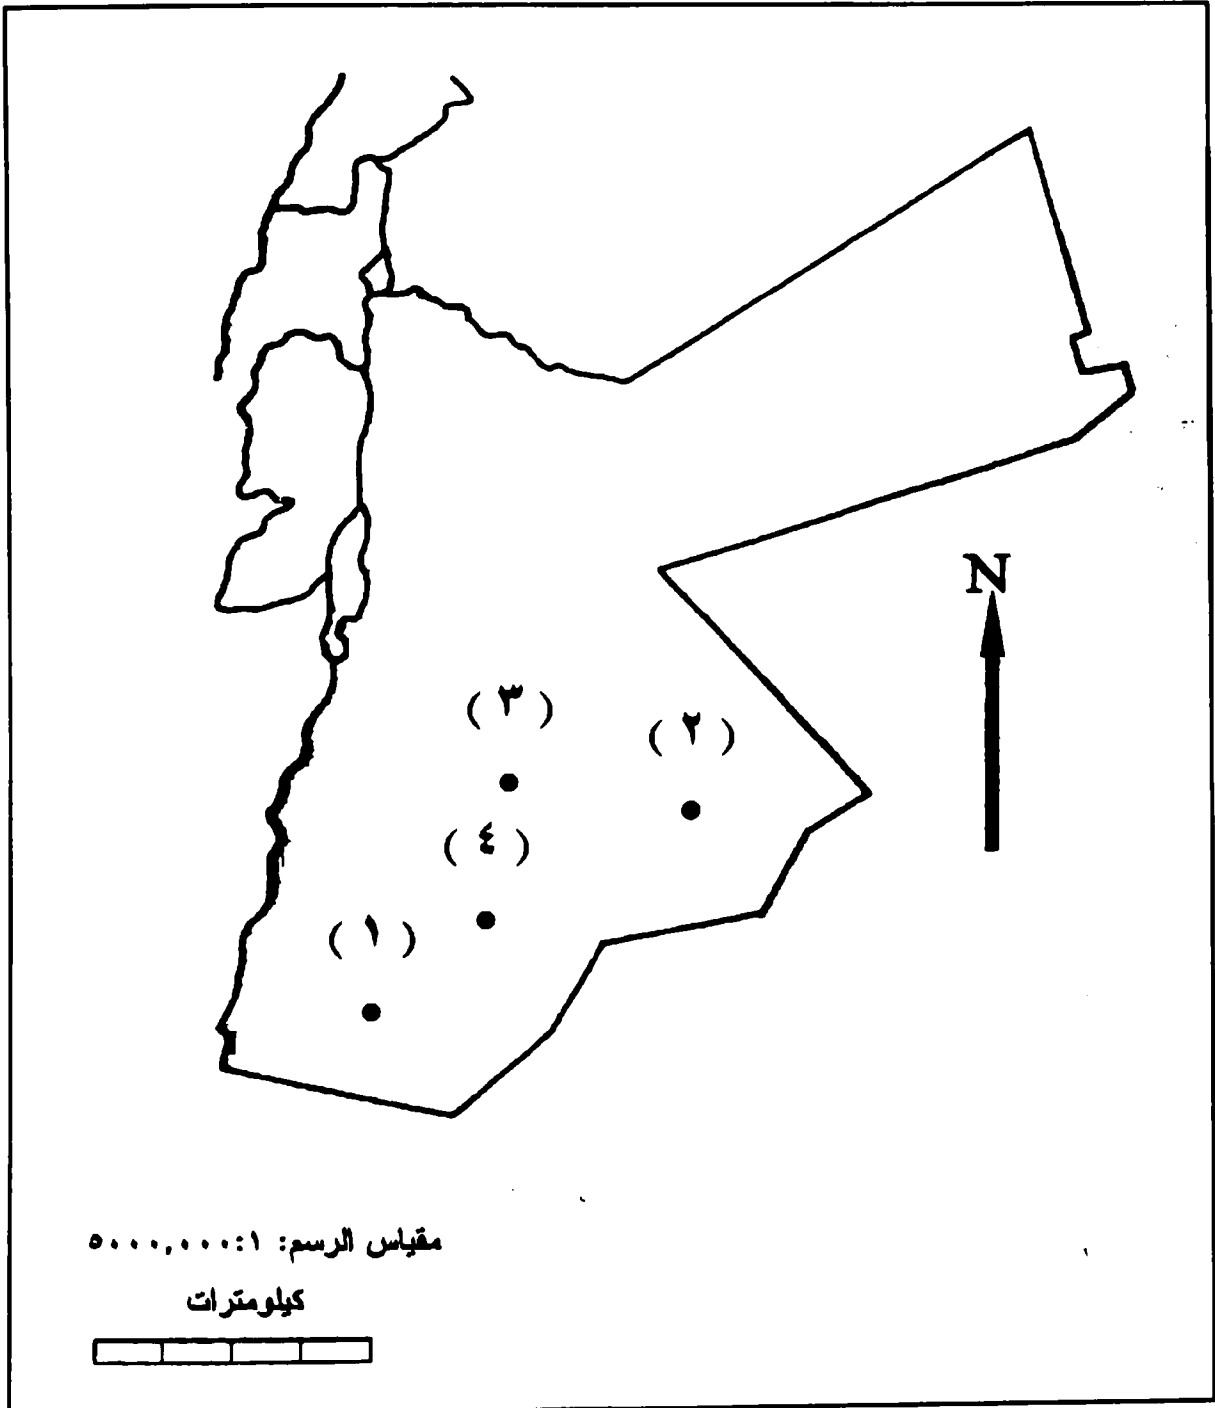 N
( ٣ )
( ٢ )
( ٤ )
( ١ )
مقياس الرسم: ١:٥٠٠٠,٠٠٠
كيلومترات